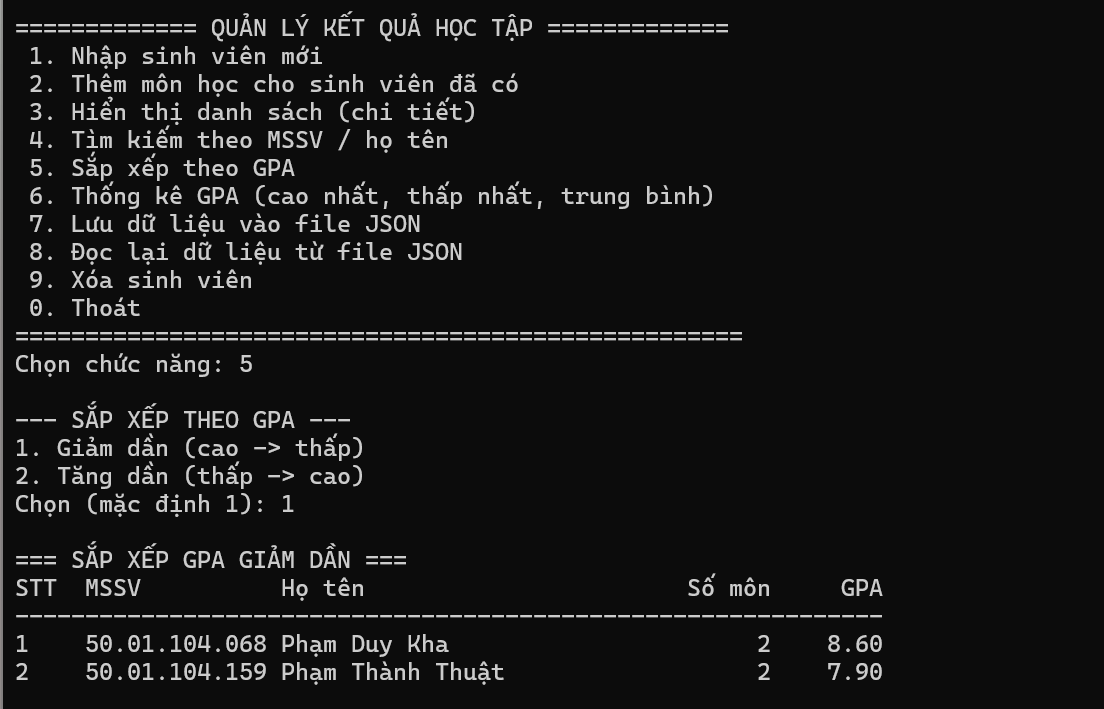 ============= QUẢN LÝ KẾT QUẢ HỌC TẬP =============
 1. Nhập sinh viên mới
 2. Thêm môn học cho sinh viên đã có
 3. Hiển thị danh sách (chi tiết)
 4. Tìm kiếm theo MSSV / họ tên
 5. Sắp xếp theo GPA
 6. Thống kê GPA (cao nhất, thấp nhất, trung bình)
 7. Lưu dữ liệu vào file JSON
 8. Đọc lại dữ liệu từ file JSON
 9. Xóa sinh viên
 0. Thoát
====================================================
Chọn chức năng: 5

--- SẮP XẾP THEO GPA ---
1. Giảm dần (cao -> thấp)
2. Tăng dần (thấp -> cao)
Chọn (mặc định 1): 1

=== SẮP XẾP GPA GIẢM DẦN ===
STT  MSSV          Họ tên                       Số môn     GPA
--------------------------------------------------------------
1    50.01.104.068 Phạm Duy Kha                      2    8.60
2    50.01.104.159 Phạm Thành Thuật                  2    7.90